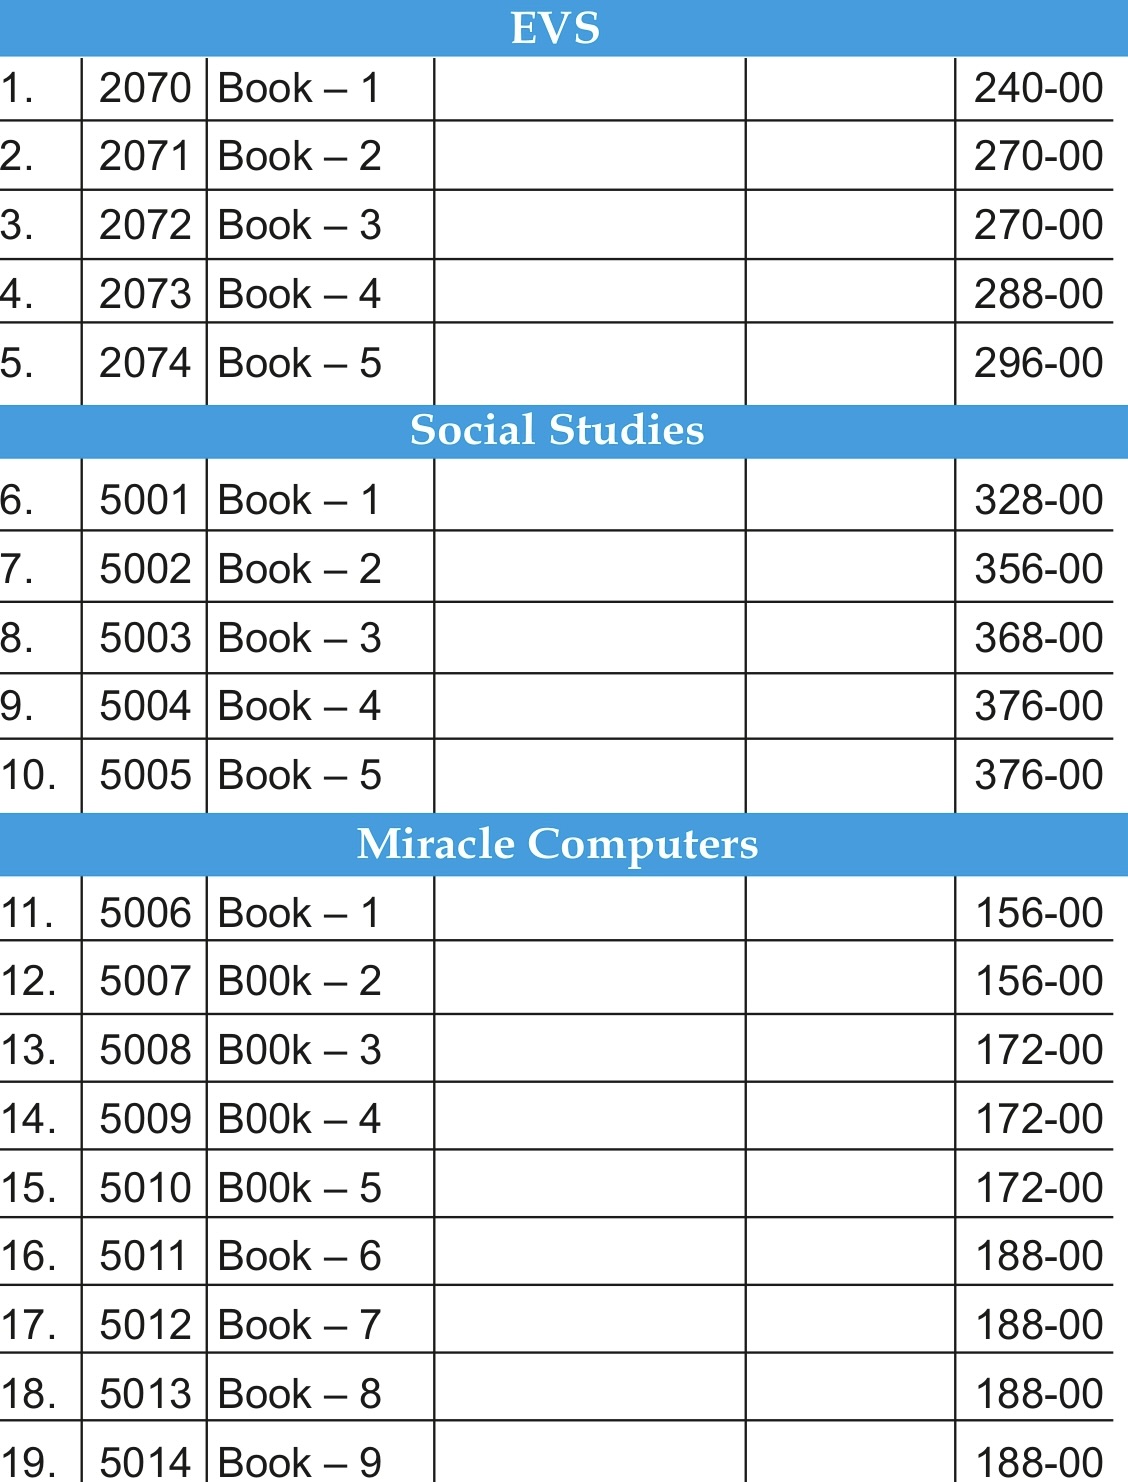 EVS
1. 2070 Book – 1 240-00
2. 2071 Book – 2 270-00
3. 2072 Book – 3 270-00
4. 2073 Book – 4 288-00
5. 2074 Book – 5 296-00
Social Studies
6. 5001 Book – 1 328-00
7. 5002 Book – 2 356-00
8. 5003 Book – 3 368-00
9. 5004 Book – 4 376-00
10. 5005 Book – 5 376-00
Miracle Computers
11. 5006 Book – 1 156-00
12. 5007 B00k – 2 156-00
13. 5008 B00k – 3 172-00
14. 5009 B00k – 4 172-00
15. 5010 B00k – 5 172-00
16. 5011 Book – 6 188-00
17. 5012 Book – 7 188-00
18. 5013 Book – 8 188-00
19. 5014 Book – 9 188-00